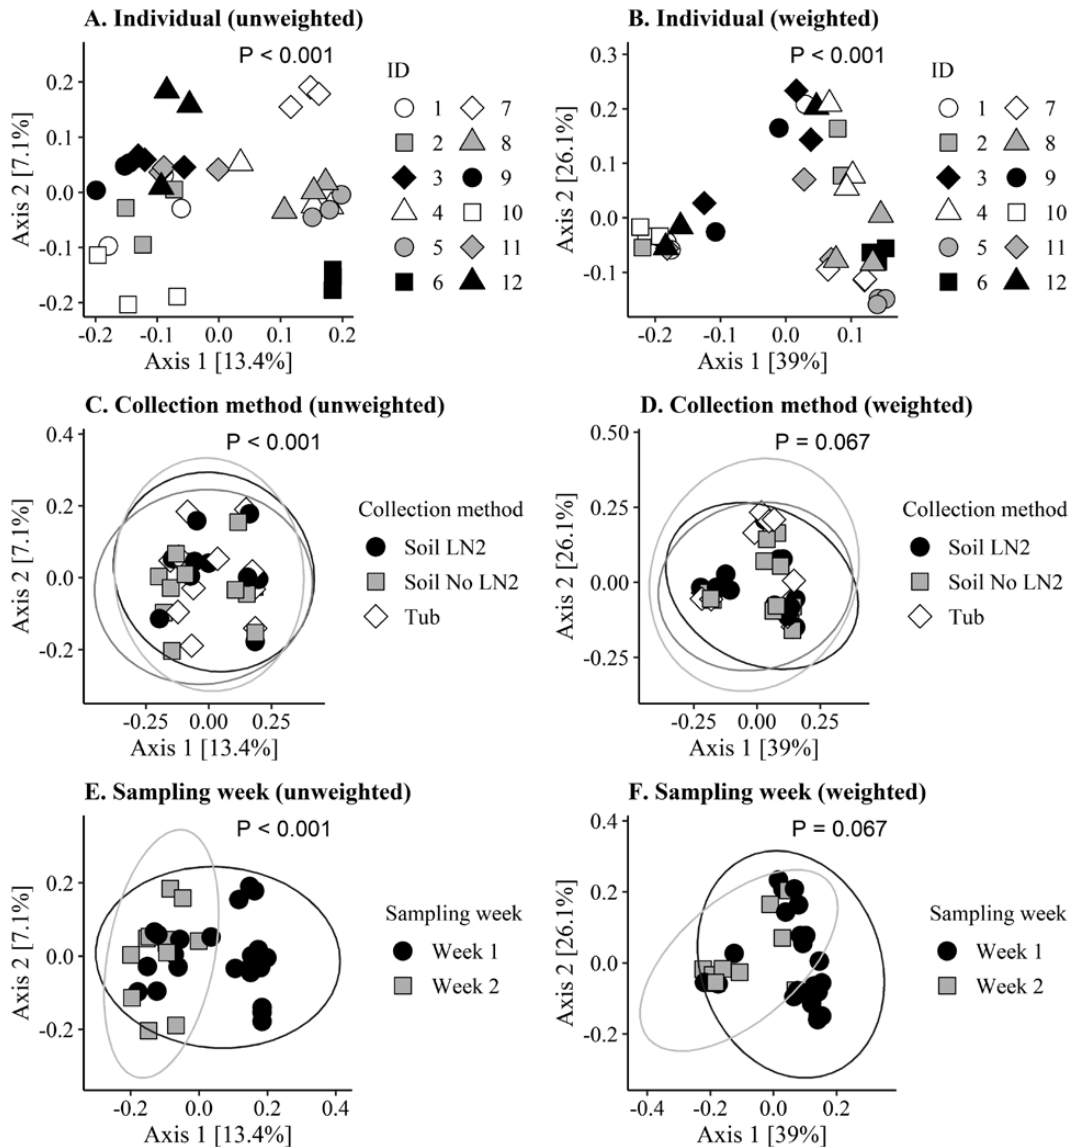 A. Individual (unweighted)
P < 0.001
Axis 2 [7.1%]
0.2
0.1
0.0
-0.1
-0.2
-0.2 -0.1 0.0 0.1 0.2
Axis 1 [13.4%]
ID
1 7
2 8
3 9
4 10
5 11
6 12
B. Individual (weighted)
P < 0.001
Axis 2 [26.1%]
0.3
0.2
0.1
0.0
-0.1
-0.2 -0.1 0.0 0.1
Axis 1 [39%]
ID
1 7
2 8
3 9
4 10
5 11
6 12
C. Collection method (unweighted)
P < 0.001
Axis 2 [7.1%]
0.4
0.2
0.0
-0.2
-0.25 0.00 0.25
Axis 1 [13.4%]
Collection method
Soil LN2
Soil No LN2
Tub
D. Collection method (weighted)
P = 0.067
Axis 2 [26.1%]
0.50
0.25
0.00
-0.25
-0.25 0.00 0.25
Axis 1 [39%]
Collection method
Soil LN2
Soil No LN2
Tub
E. Sampling week (unweighted)
P < 0.001
Axis 2 [7.1%]
0.2
0.0
-0.2
-0.2 0.0 0.2 0.4
Axis 1 [13.4%]
Sampling week
Week 1
Week 2
F. Sampling week (weighted)
P = 0.067
Axis 2 [26.1%]
0.4
0.2
0.0
-0.2
-0.4 -0.2 0.0 0.2
Axis 1 [39%]
Sampling week
Week 1
Week 2